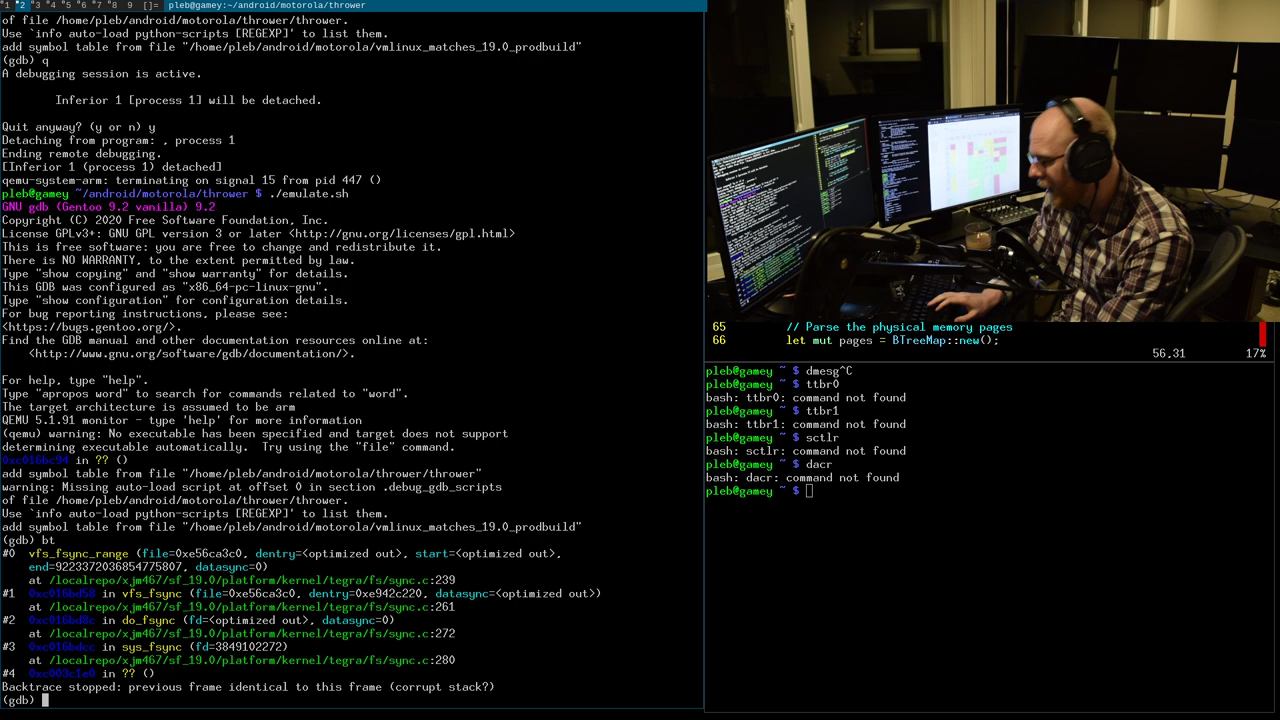 1 2 3 4 5 6 7 8 9 []= pleb@gamey:~/android/motorola/thrower
of file /home/pleb/android/motorola/thrower/thrower.
Use `info auto-load python-scripts [REGEXP]' to list them.
add symbol table from file "/home/pleb/android/motorola/vmlinux_matches_19.0_prodbuild"
(gdb) q
A debugging session is active.
Inferior 1 [process 1] will be detached.
Quit anyway? (y or n) y
Detaching from program: , process 1
Ending remote debugging.
[Inferior 1 (process 1) detached]
qemu-system-arm: terminating on signal 15 from pid 447 ()
pleb@gamey ~/android/motorola/thrower $ ./emulate.sh
GNU gdb (Gentoo 9.2 vanilla) 9.2
Copyright (C) 2020 Free Software Foundation, Inc.
License GPLv3+: GNU GPL version 3 or later <http://gnu.org/licenses/gpl.html>
This is free software: you are free to change and redistribute it.
There is NO WARRANTY, to the extent permitted by law.
Type "show copying" and "show warranty" for details.
This GDB was configured as "x86_64-pc-linux-gnu".
Type "show configuration" for configuration details.
For bug reporting instructions, please see:
<https://bugs.gentoo.org/>.
Find the GDB manual and other documentation resources online at:
<http://www.gnu.org/software/gdb/documentation/>.
For help, type "help".
Type "apropos word" to search for commands related to "word".
The target architecture is assumed to be arm
QEMU 5.1.91 monitor - type 'help' for more information
(qemu) warning: No executable has been specified and target does not support
determining executable automatically.  Try using the "file" command.
0xc016bc94 in ?? ()
add symbol table from file "/home/pleb/android/motorola/thrower/thrower"
warning: Missing auto-load script at offset 0 in section .debug_gdb_scripts
of file /home/pleb/android/motorola/thrower/thrower.
Use `info auto-load python-scripts [REGEXP]' to list them.
add symbol table from file "/home/pleb/android/motorola/vmlinux_matches_19.0_prodbuild"
(gdb) bt
#0  vfs_fsync_range (file=0xe56ca3c0, dentry=<optimized out>, start=<optimized out>,
end=9223372036854775807, datasync=0)
at /localrepo/xjm467/sf_19.0/platform/kernel/tegra/fs/sync.c:239
#1  0xc016bd58 in vfs_fsync (file=0xe56ca3c0, dentry=0xe942c220, datasync=<optimized out>)
at /localrepo/xjm467/sf_19.0/platform/kernel/tegra/fs/sync.c:261
#2  0xc016bd8c in do_fsync (fd=<optimized out>, datasync=0)
at /localrepo/xjm467/sf_19.0/platform/kernel/tegra/fs/sync.c:272
#3  0xc016bdcc in sys_fsync (fd=3849102272)
at /localrepo/xjm467/sf_19.0/platform/kernel/tegra/fs/sync.c:280
#4  0xc003c1e0 in ?? ()
Backtrace stopped: previous frame identical to this frame (corrupt stack?)
(gdb)
65 // Parse the physical memory pages
66 let mut pages = BTreeMap::new();
56,31 17%
pleb@gamey ~ $ dmesg^C
pleb@gamey ~ $ ttbr0
bash: ttbr0: command not found
pleb@gamey ~ $ ttbr1
bash: ttbr1: command not found
pleb@gamey ~ $ sctlr
bash: sctlr: command not found
pleb@gamey ~ $ dacr
bash: dacr: command not found
pleb@gamey ~ $